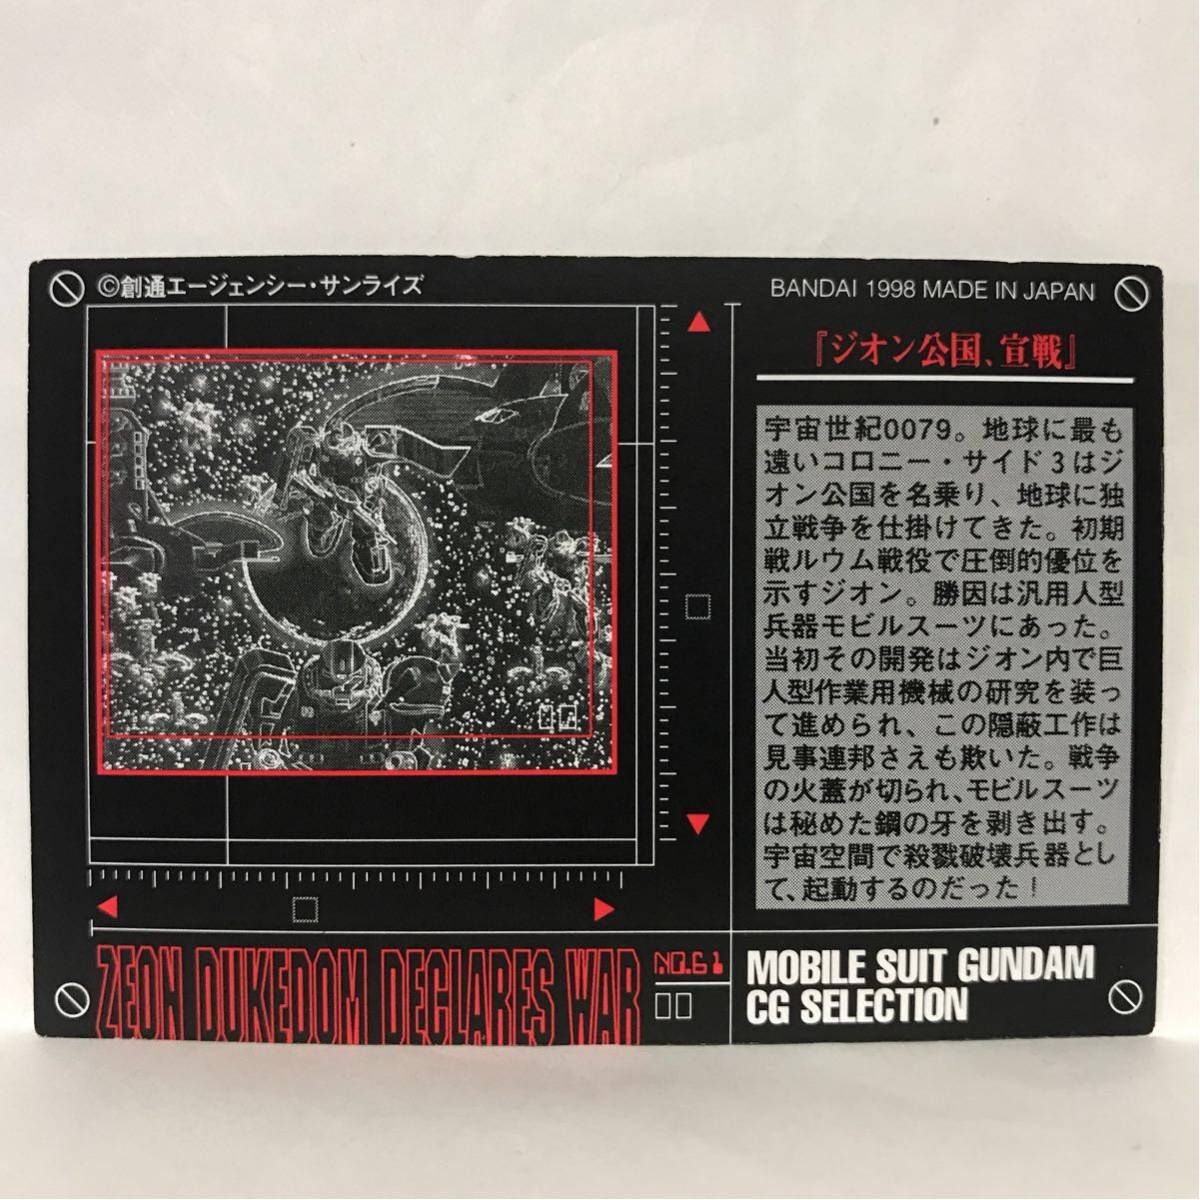 ©創通エージェンシー・サンライズ
BANDAI 1998 MADE IN JAPAN
『ジオン公国、宣戦』
宇宙世紀0079。地球に最も
遠いコロニー・サイド3はジ
オン公国を名乗り、地球に独
立戦争を仕掛けてきた。初期
戦ルウム戦役で圧倒的優位を
示すジオン。勝因は汎用人型
兵器モビルスーツにあった。
当初その開発はジオン内で巨
人型作業用機械の研究を装っ
て進められ、この隠蔽工作は
見事連邦さえも欺いた。戦争
の火蓋が切られ、モビルスーツ
は秘めた鋼の牙を剥き出す。
宇宙空間で殺戮破壊兵器とし
て、起動するのだった！
ZEON DUKEDOM DECLARES WAR
NO.61
MOBILE SUIT GUNDAM
CG SELECTION